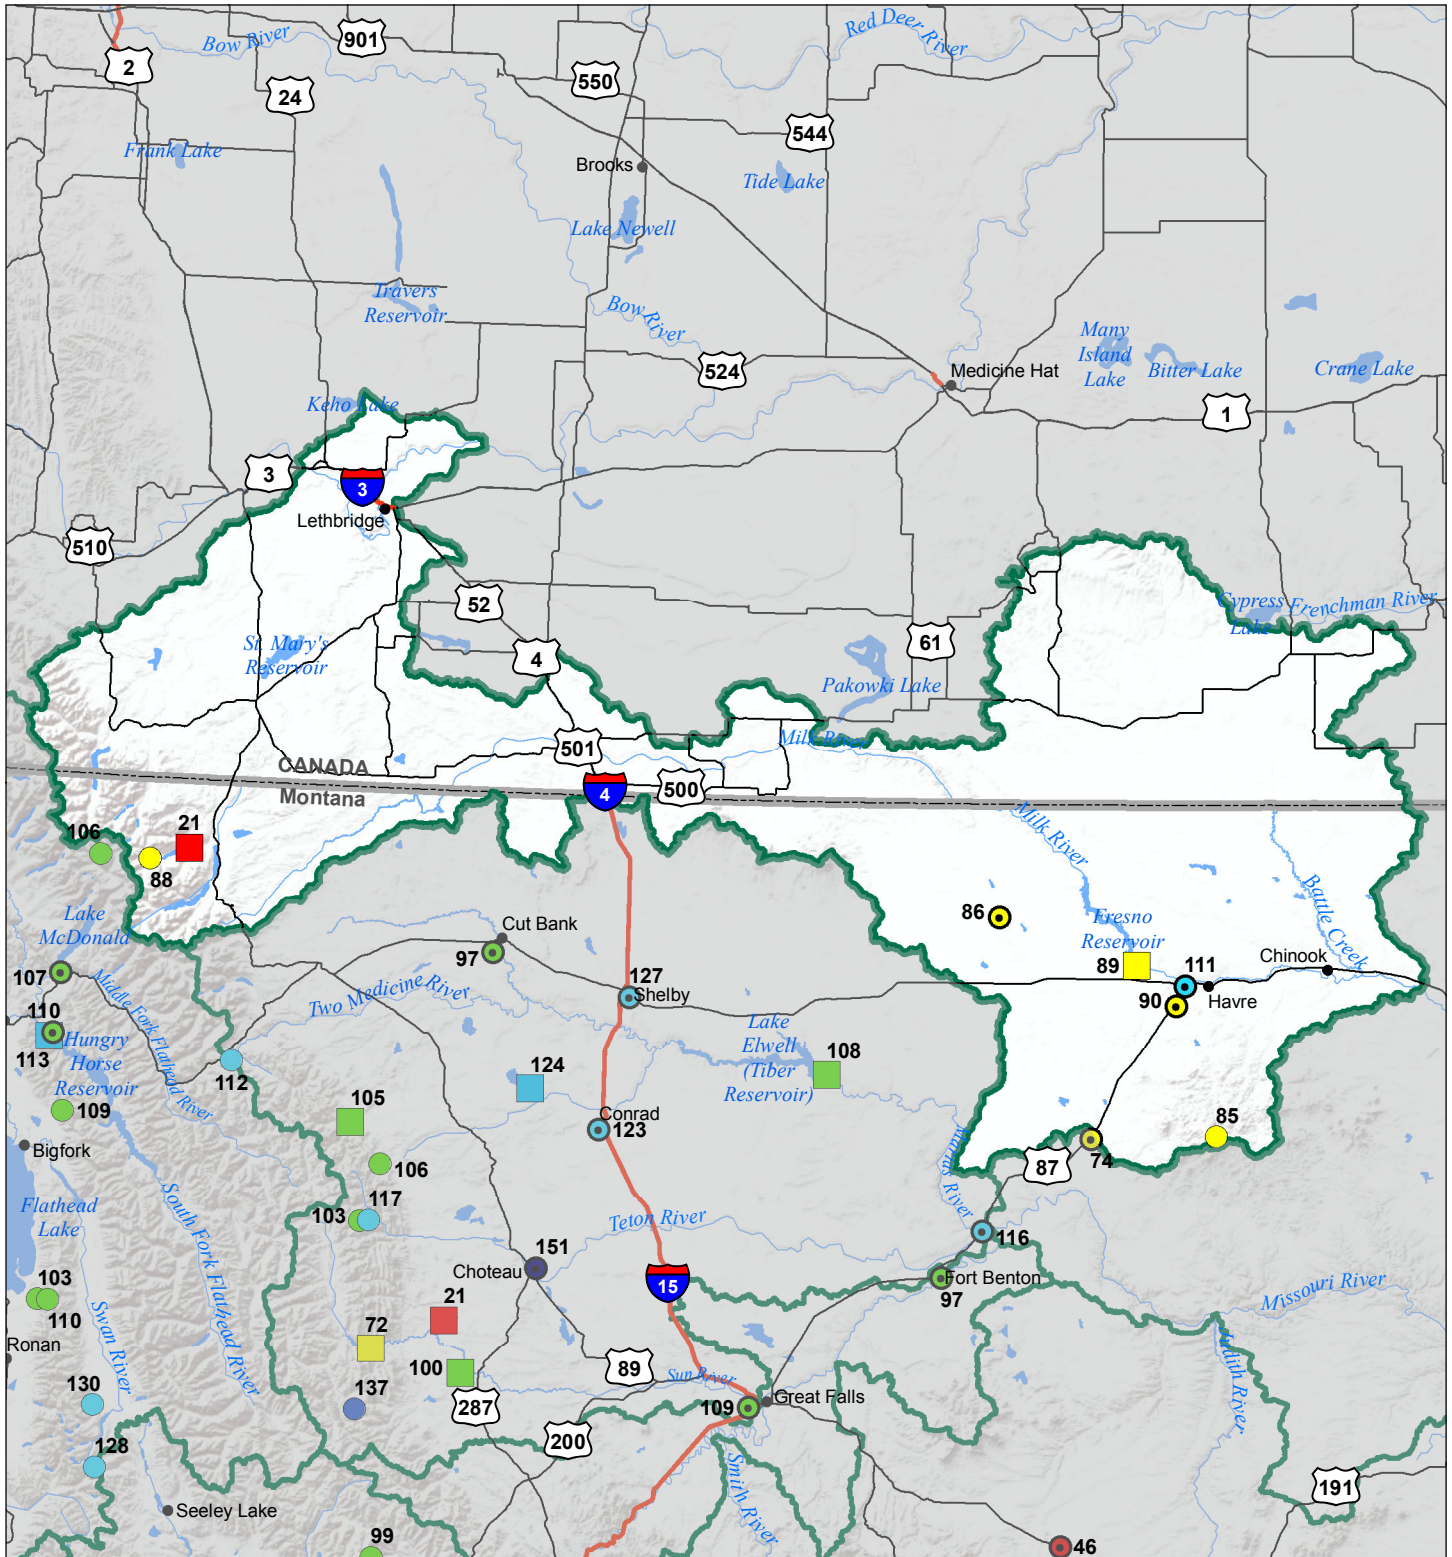 Bow River
901
Red Deer River
2
24
550
544
Frank Lake
Brooks
Tide Lake
Lake Newell
Travers
Reservoir
Bow River
Many
Island
Lake
524
Medicine Hat
Bitter Lake
Crane Lake
Keho Lake
1
3
3
Lethbridge
510
52
Cypress
Lake
Frenchman River
St. Mary's
Reservoir
4
61
Pakowki Lake
501
Milk River
CANADA
Montana
4
500
106
21
88
Milk River
Battle Creek
Lake
McDonald
86
Fresno
Reservoir
Cut Bank
97
89
111
Chinook
107
Middle Fork Flathead River
Two Medicine River
127
Shelby
90
Havre
110
113
Hungry
Horse
Reservoir
Lake
Elwell
(Tiber
Reservoir)
108
112
124
109
105
Conrad
123
85
Bigfork
106
Marias River
87
74
Flathead
Lake
South Fork Flathead River
103
117
Teton River
116
151
Choteau
15
Fort Benton
97
103
110
Swan River
21
Missouri River
Ronan
72
100
89
Sun River
Judith River
130
137
287
109
Great Falls
200
128
Smith River
Seeley Lake
191
99
46